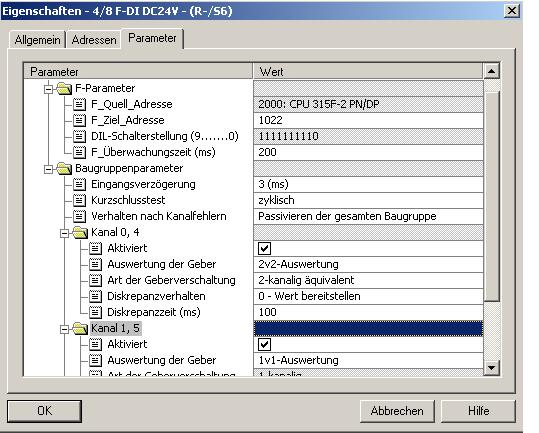 Eigenschaften - 4/8 F-DI DC24V - (R-/S6)
Allgemein Adressen Parameter
Parameter Wert
F-Parameter
F_Quell_Adresse 2000: CPU 315F-2 PN/DP
F_Ziel_Adresse 1022
DIL-Schalterstellung (9.......0) 1111111110
F_Überwachungszeit (ms) 200
Baugruppenparameter
Eingangsverzögerung 3 (ms)
Kurzschlusstest zyklisch
Verhalten nach Kanalfehlern Passivieren der gesamten Baugruppe
Kanal 0, 4
Aktiviert
Auswertung der Geber 2v2-Auswertung
Art der Geberverschaltung 2-kanalig äquivalent
Diskrepanzverhalten 0 - Wert bereitstellen
Diskrepanzzeit (ms) 100
Kanal 1, 5
Aktiviert
Auswertung der Geber 1v1-Auswertung
Art der Geberverschaltung 1-kanalig
OK Abbrechen Hilfe